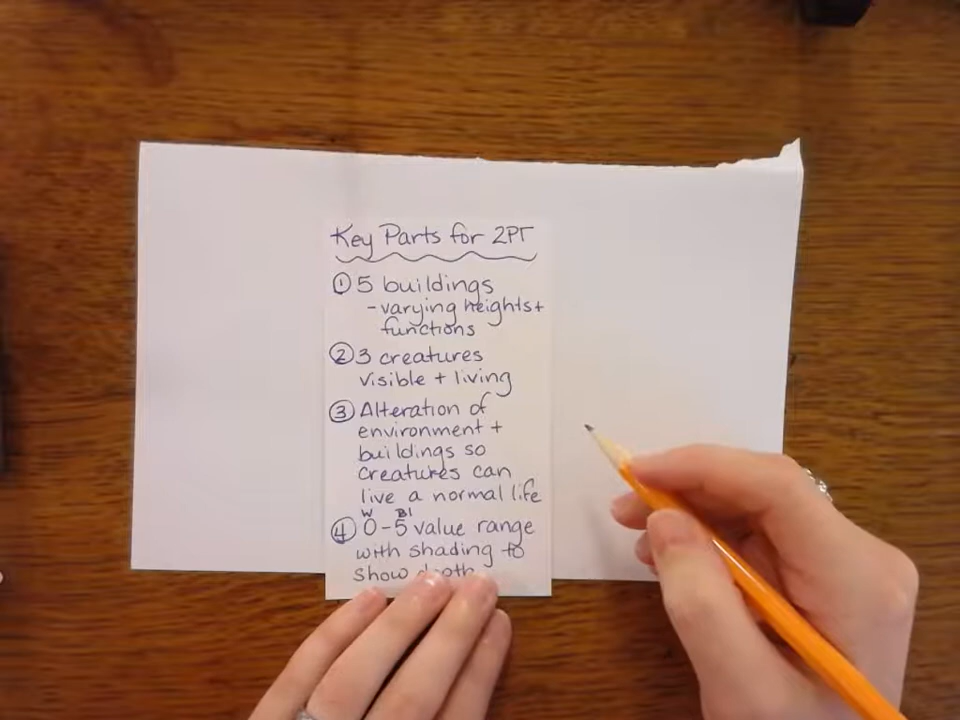 Key Parts for 2PT
① 5 buildings
- varying heights +
functions
② 3 creatures
visible + living
③ Alteration of
environment +
buildings so
creatures can
live a normal life
W Bl
④ 0-5 value range
with shading to
show depth